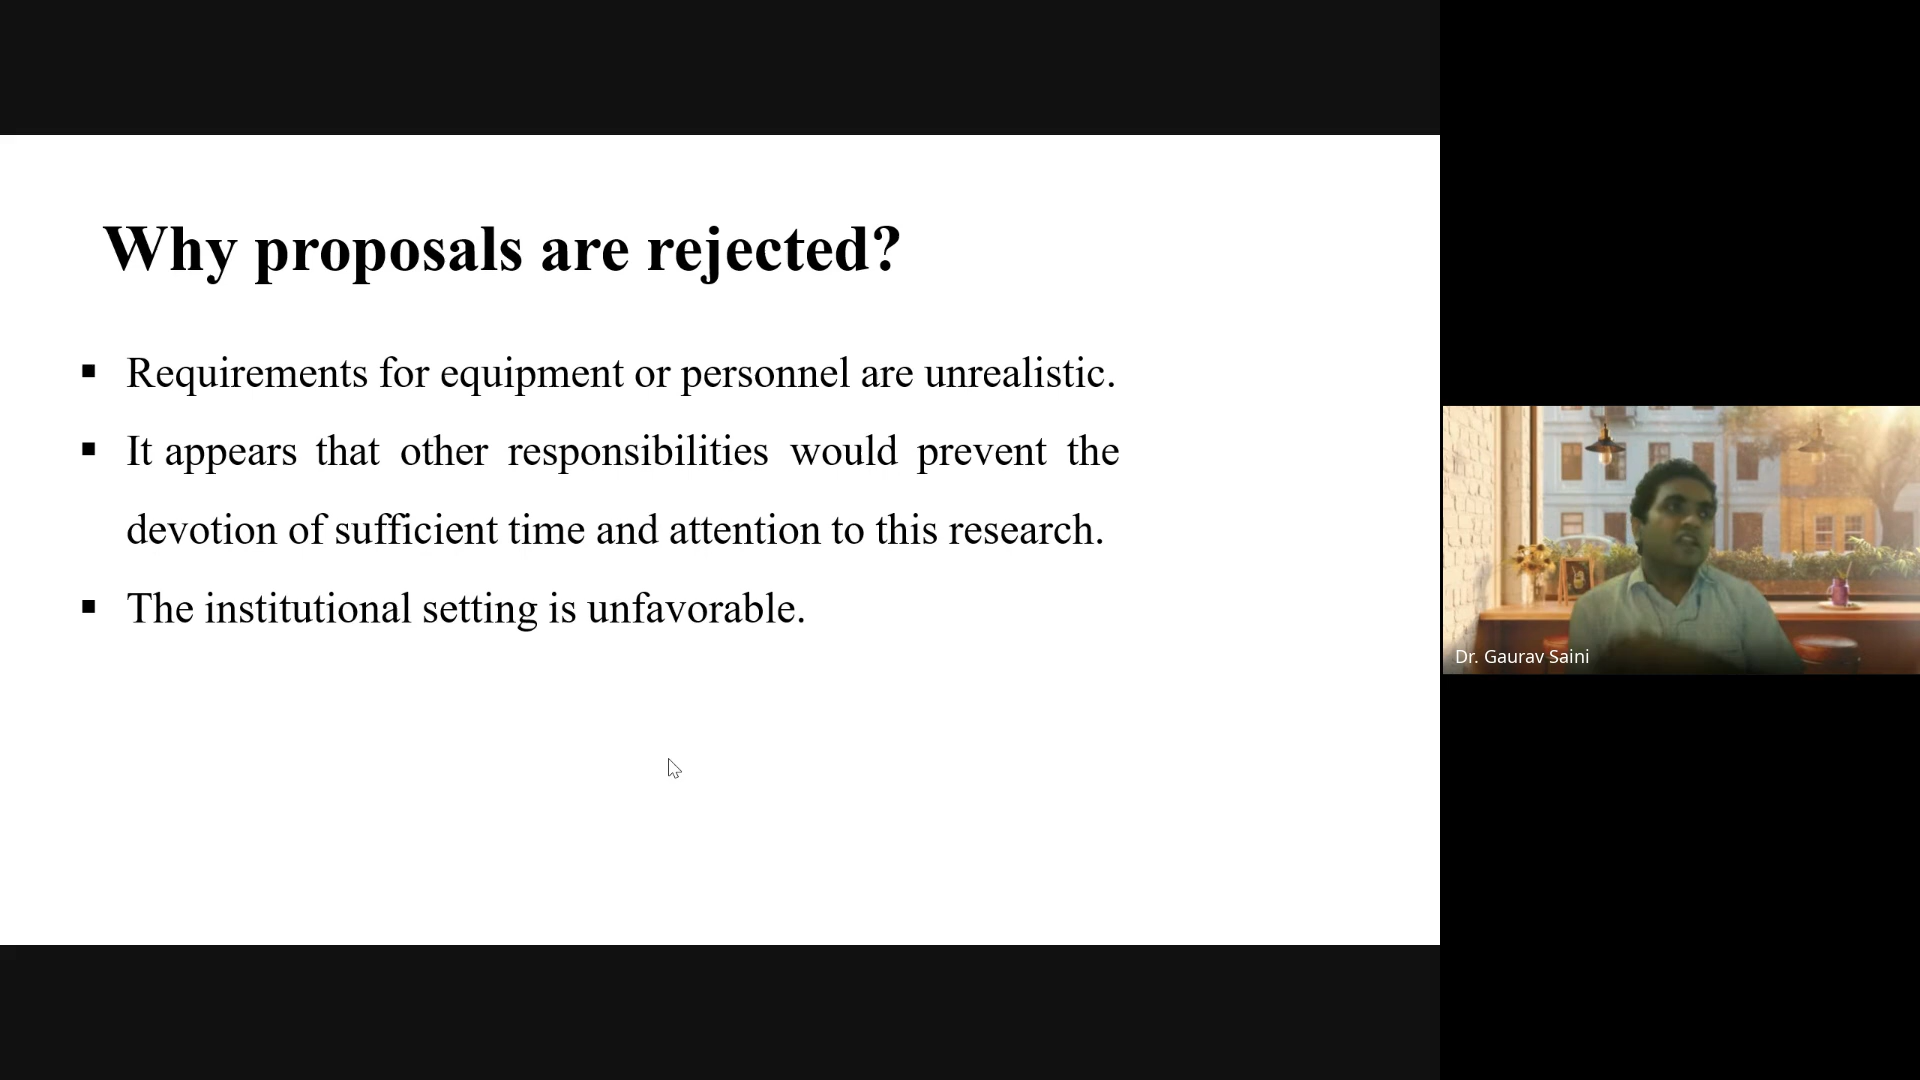 Why proposals are rejected?
▪ Requirements for equipment or personnel are unrealistic.
▪ It appears that other responsibilities would prevent the
devotion of sufficient time and attention to this research.
▪ The institutional setting is unfavorable.
Dr. Gaurav Saini